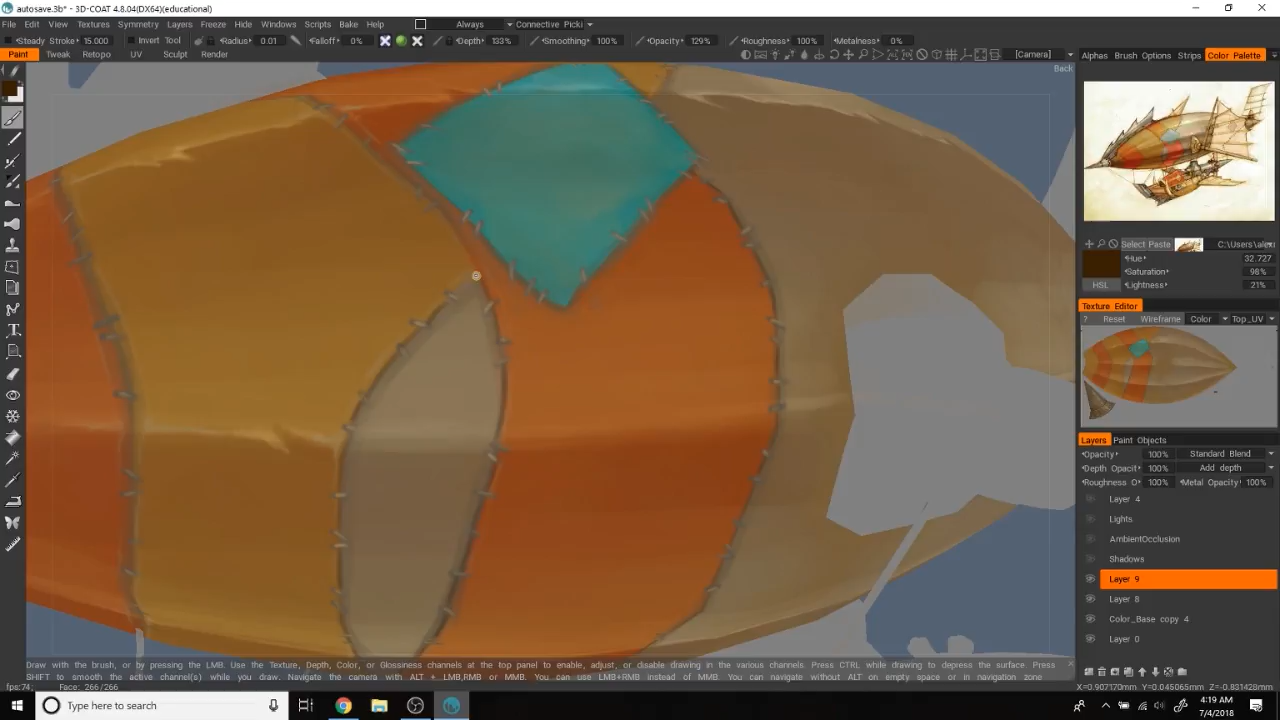 autosave.3b* - 3D-COAT 4.8.04(DX64)(educational)
File Edit View Textures Symmetry Layers Freeze Hide Windows Scripts Bake Help Always Connective Picki
Steady Stroke 15.000 Invert Tool Radius 0.01 Falloff 0% Depth 133% Smoothing 100% Opacity 129% Roughness 100% Metalness 0%
Paint Tweak Retopo UV Sculpt Render [Camera] Alphas Brush Options Strips Color Palette
Back
Select Paste C:\Users\alexi
Hue 32.727
Saturation 98%
HSL Lightness 21%
Texture Editor
? Reset Wireframe Color Top_UV
Layers Paint Objects
Opacity 100% Standard Blend
Depth Opacit 100% Add depth
Roughness O 100% Metal Opacity 100%
Layer 4
Lights
AmbientOcclusion
Shadows
Layer 9
Layer 8
Color_Base copy 4
Layer 0
Draw with the brush, or by pressing the LMB. Use the Texture, Depth, Color, or Glossiness channels at the top panel to enable, adjust, or disable drawing in the various channels. Press CTRL while drawing to depress the surface. Press
SHIFT to smooth the active channel(s) while you draw. Navigate the camera with ALT + LMB,RMB or MMB. You can use LMB+RMB instead of MMB. You can navigate without ALT on empty space or in navigation zone
fps:74; Face: 266/266 X=0.907170mm Y=0.045065mm Z=-0.831428mm
Type here to search
4:19 AM
7/4/2018